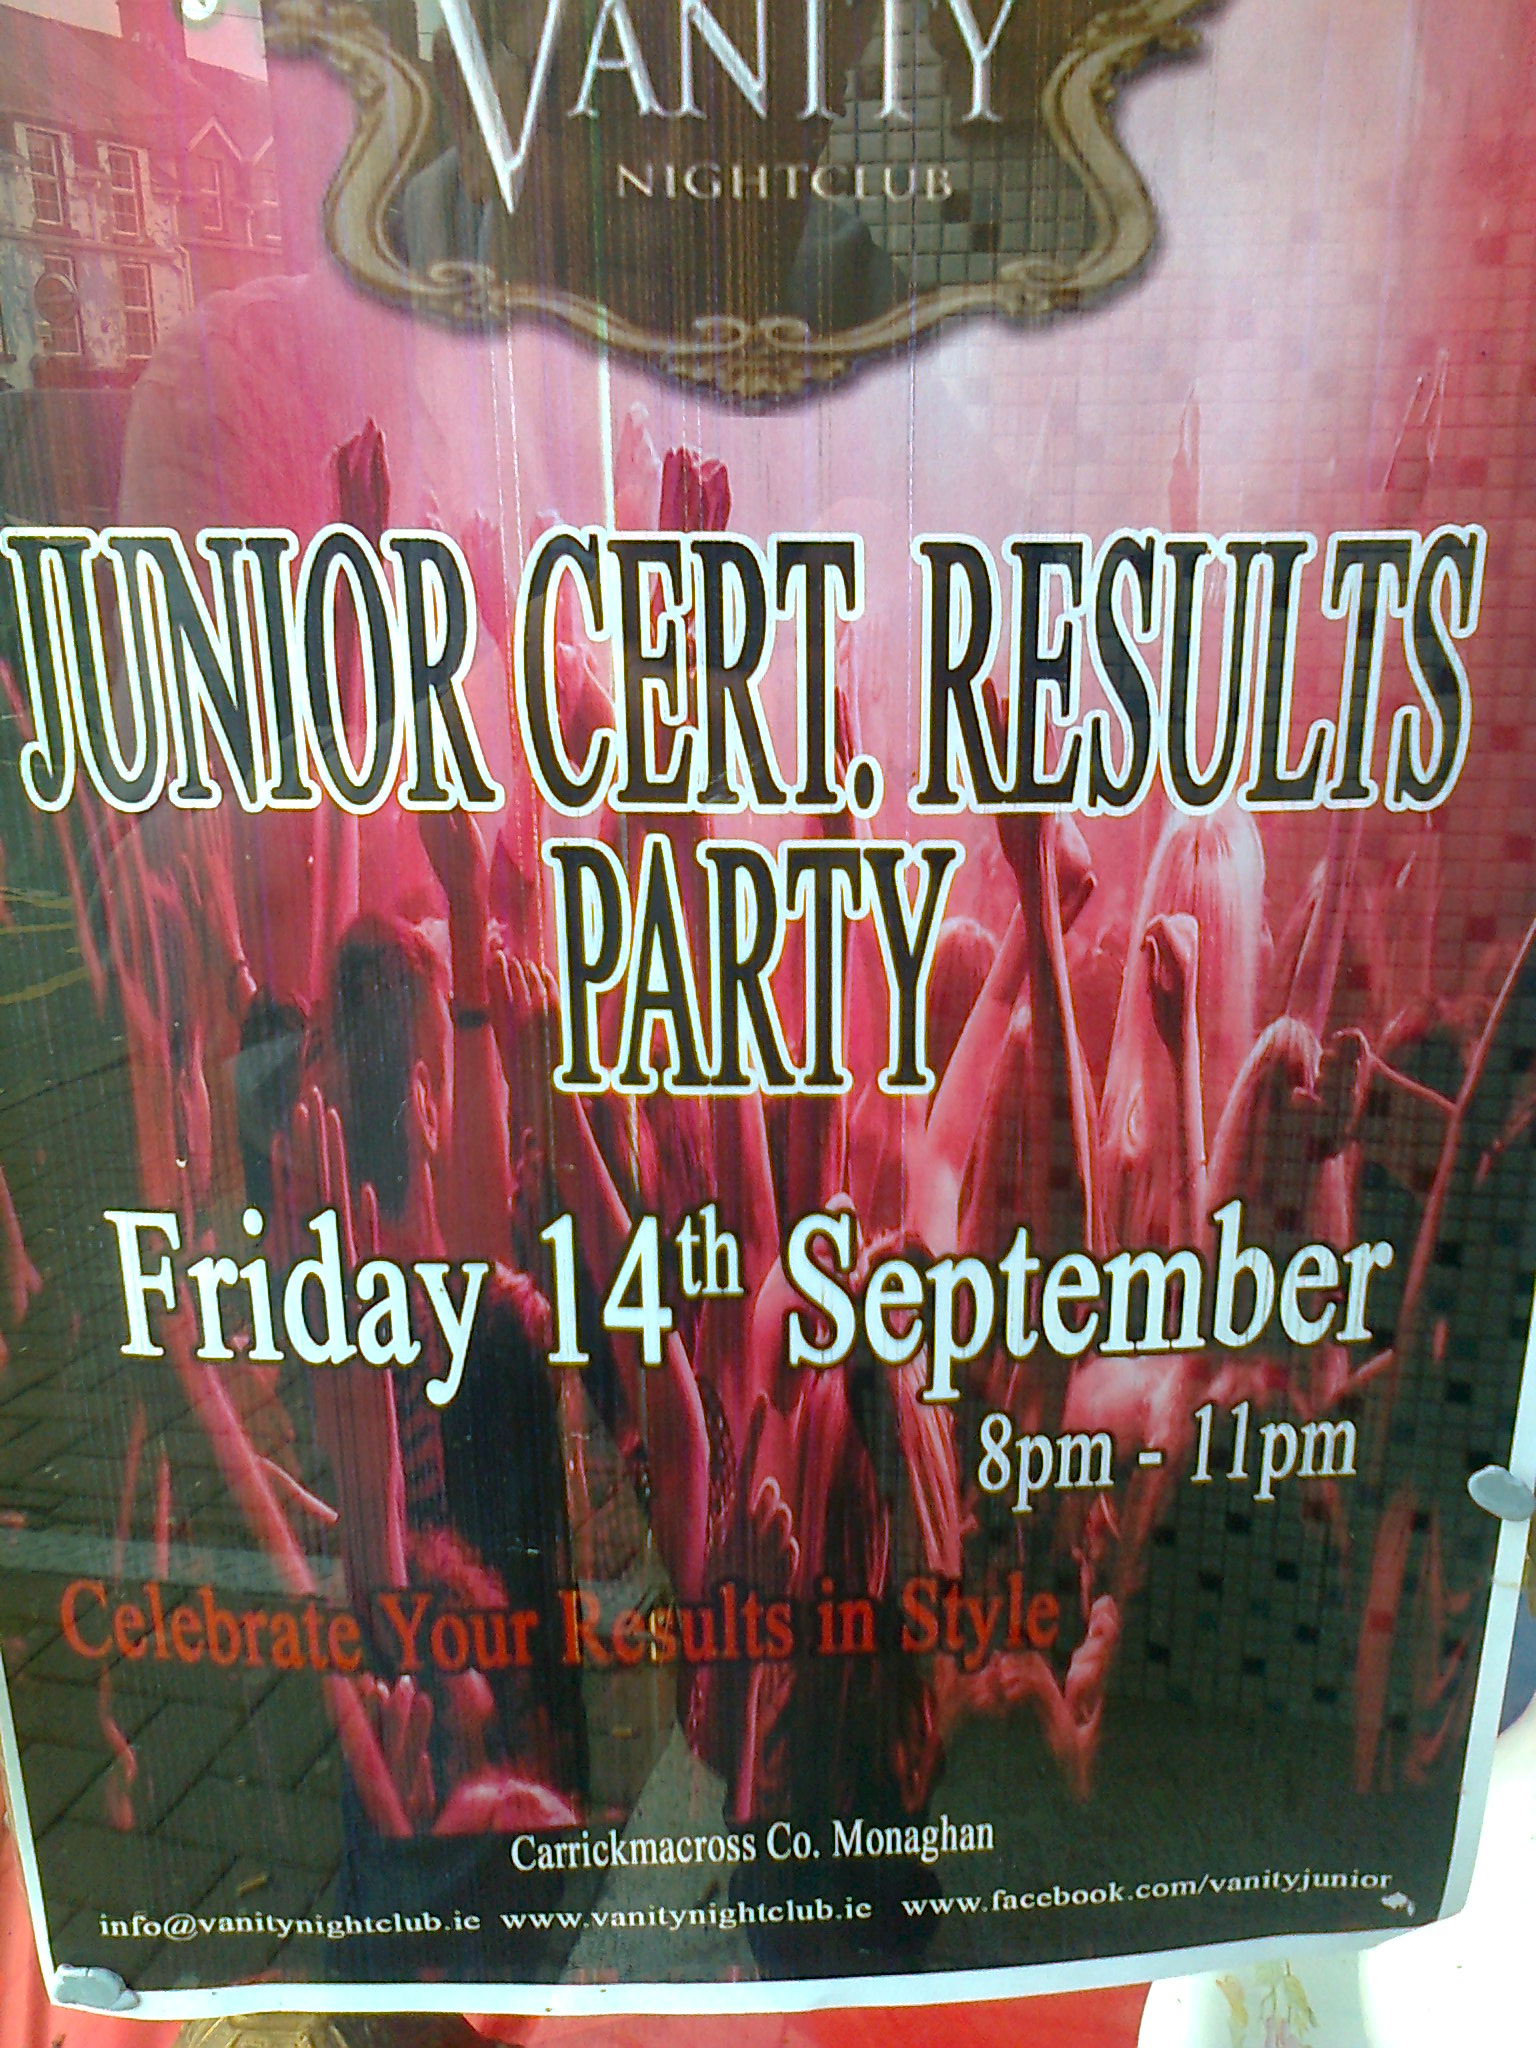 VANITY
NIGHTCLUB
JUNIOR CERT. RESULTS
PARTY
Friday 14th September
8pm - 11pm
Celebrate Your Results in Style
Carrickmacross Co. Monaghan
info@vanitynightclub.ie www.vanitynightclub.ie www.facebook.com/vanityjunior